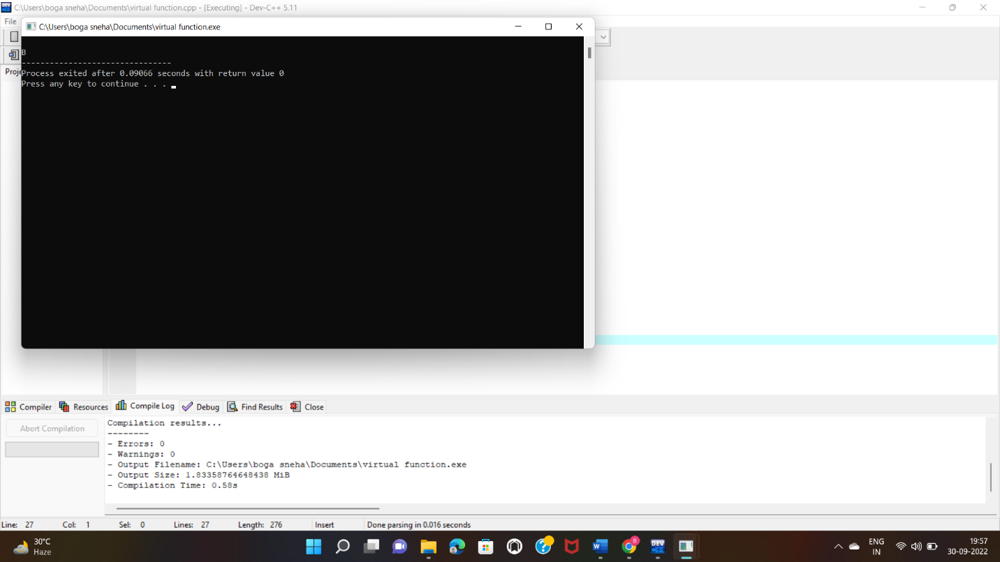 C:\Users\boga sneha\Documents\virtual function.cpp - [Executing] - Dev-C++ 5.11
File
C:\Users\boga sneha\Documents\virtual function.exe
B
--------------------------------
Process exited after 0.09066 seconds with return value 0
Press any key to continue . . .
Compiler Resources Compile Log Debug Find Results Close
Abort Compilation
Compilation results...
--------
- Errors: 0
- Warnings: 0
- Output Filename: C:\Users\boga sneha\Documents\virtual function.exe
- Output Size: 1.83358764648438 MiB
- Compilation Time: 0.58s
Line: 27 Col: 1 Sel: 0 Lines: 27 Length: 276 Insert Done parsing in 0.016 seconds
30°C
Haze
DEV
B
W
ENG
IN
19:57
30-09-2022